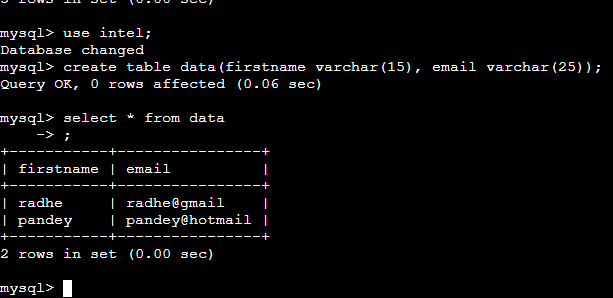 3 rows in set (0.00 sec)
mysql> use intel;
Database changed
mysql> create table data(firstname varchar(15), email varchar(25));
Query OK, 0 rows affected (0.06 sec)
mysql> select * from data
    -> ;
+-----------+----------------+
| firstname | email          |
+-----------+----------------+
| radhe     | radhe@gmail    |
| pandey    | pandey@hotmail |
+-----------+----------------+
2 rows in set (0.00 sec)
mysql>